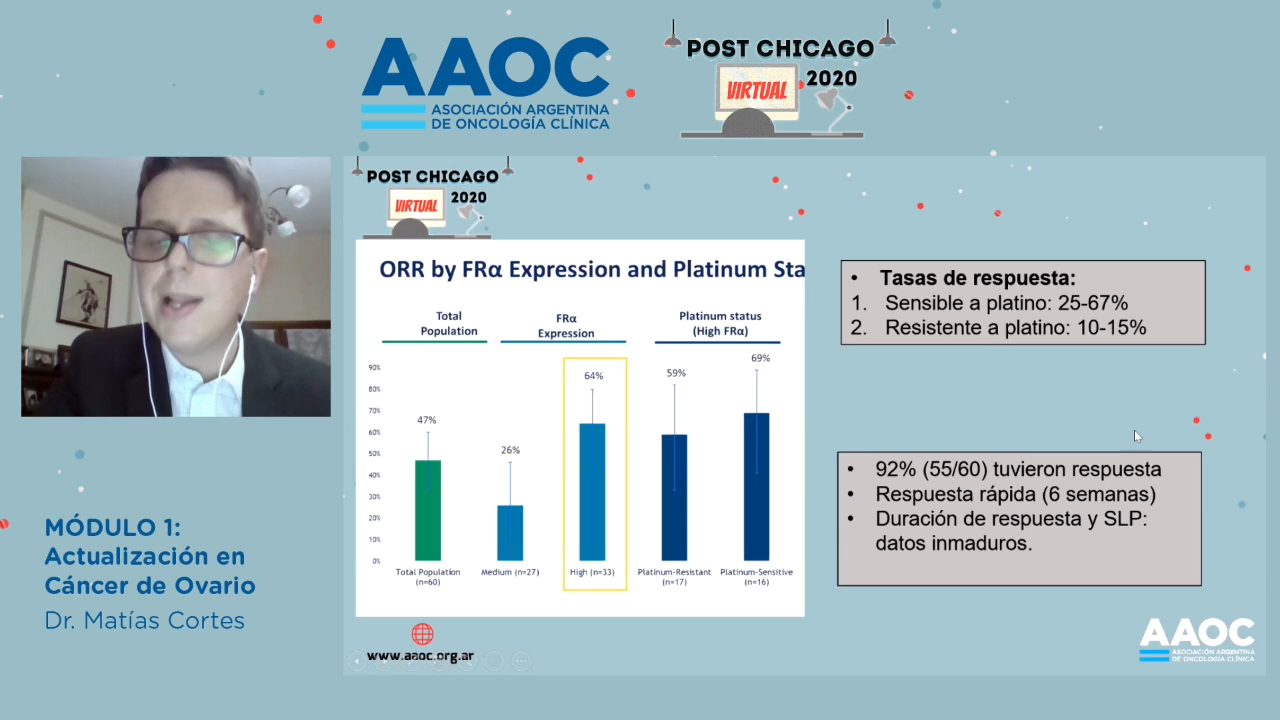 AAOC
ASOCIACIÓN ARGENTINA
DE ONCOLOGÍA CLÍNICA
POST CHICAGO
2020
VIRTUAL
POST CHICAGO
2020
VIRTUAL
ORR by FRα Expression and Platinum Sta
Total
Population
FRα
Expression
Platinum status
(High FRα)
90%
80%
70%
60%
50%
40%
30%
20%
10%
0%
47%
26%
64%
59%
69%
Total Population
(n=60)
Medium (n=27)
High (n=33)
Platinum-Resistant
(n=17)
Platinum-Sensitive
(n=16)
• Tasas de respuesta:
1. Sensible a platino: 25-67%
2. Resistente a platino: 10-15%
• 92% (55/60) tuvieron respuesta
• Respuesta rápida (6 semanas)
• Duración de respuesta y SLP:
datos inmaduros.
MÓDULO 1:
Actualización en
Cáncer de Ovario
Dr. Matías Cortes
www.aaoc.org.ar
AAOC
ASOCIACIÓN ARGENTINA
DE ONCOLOGÍA CLÍNICA